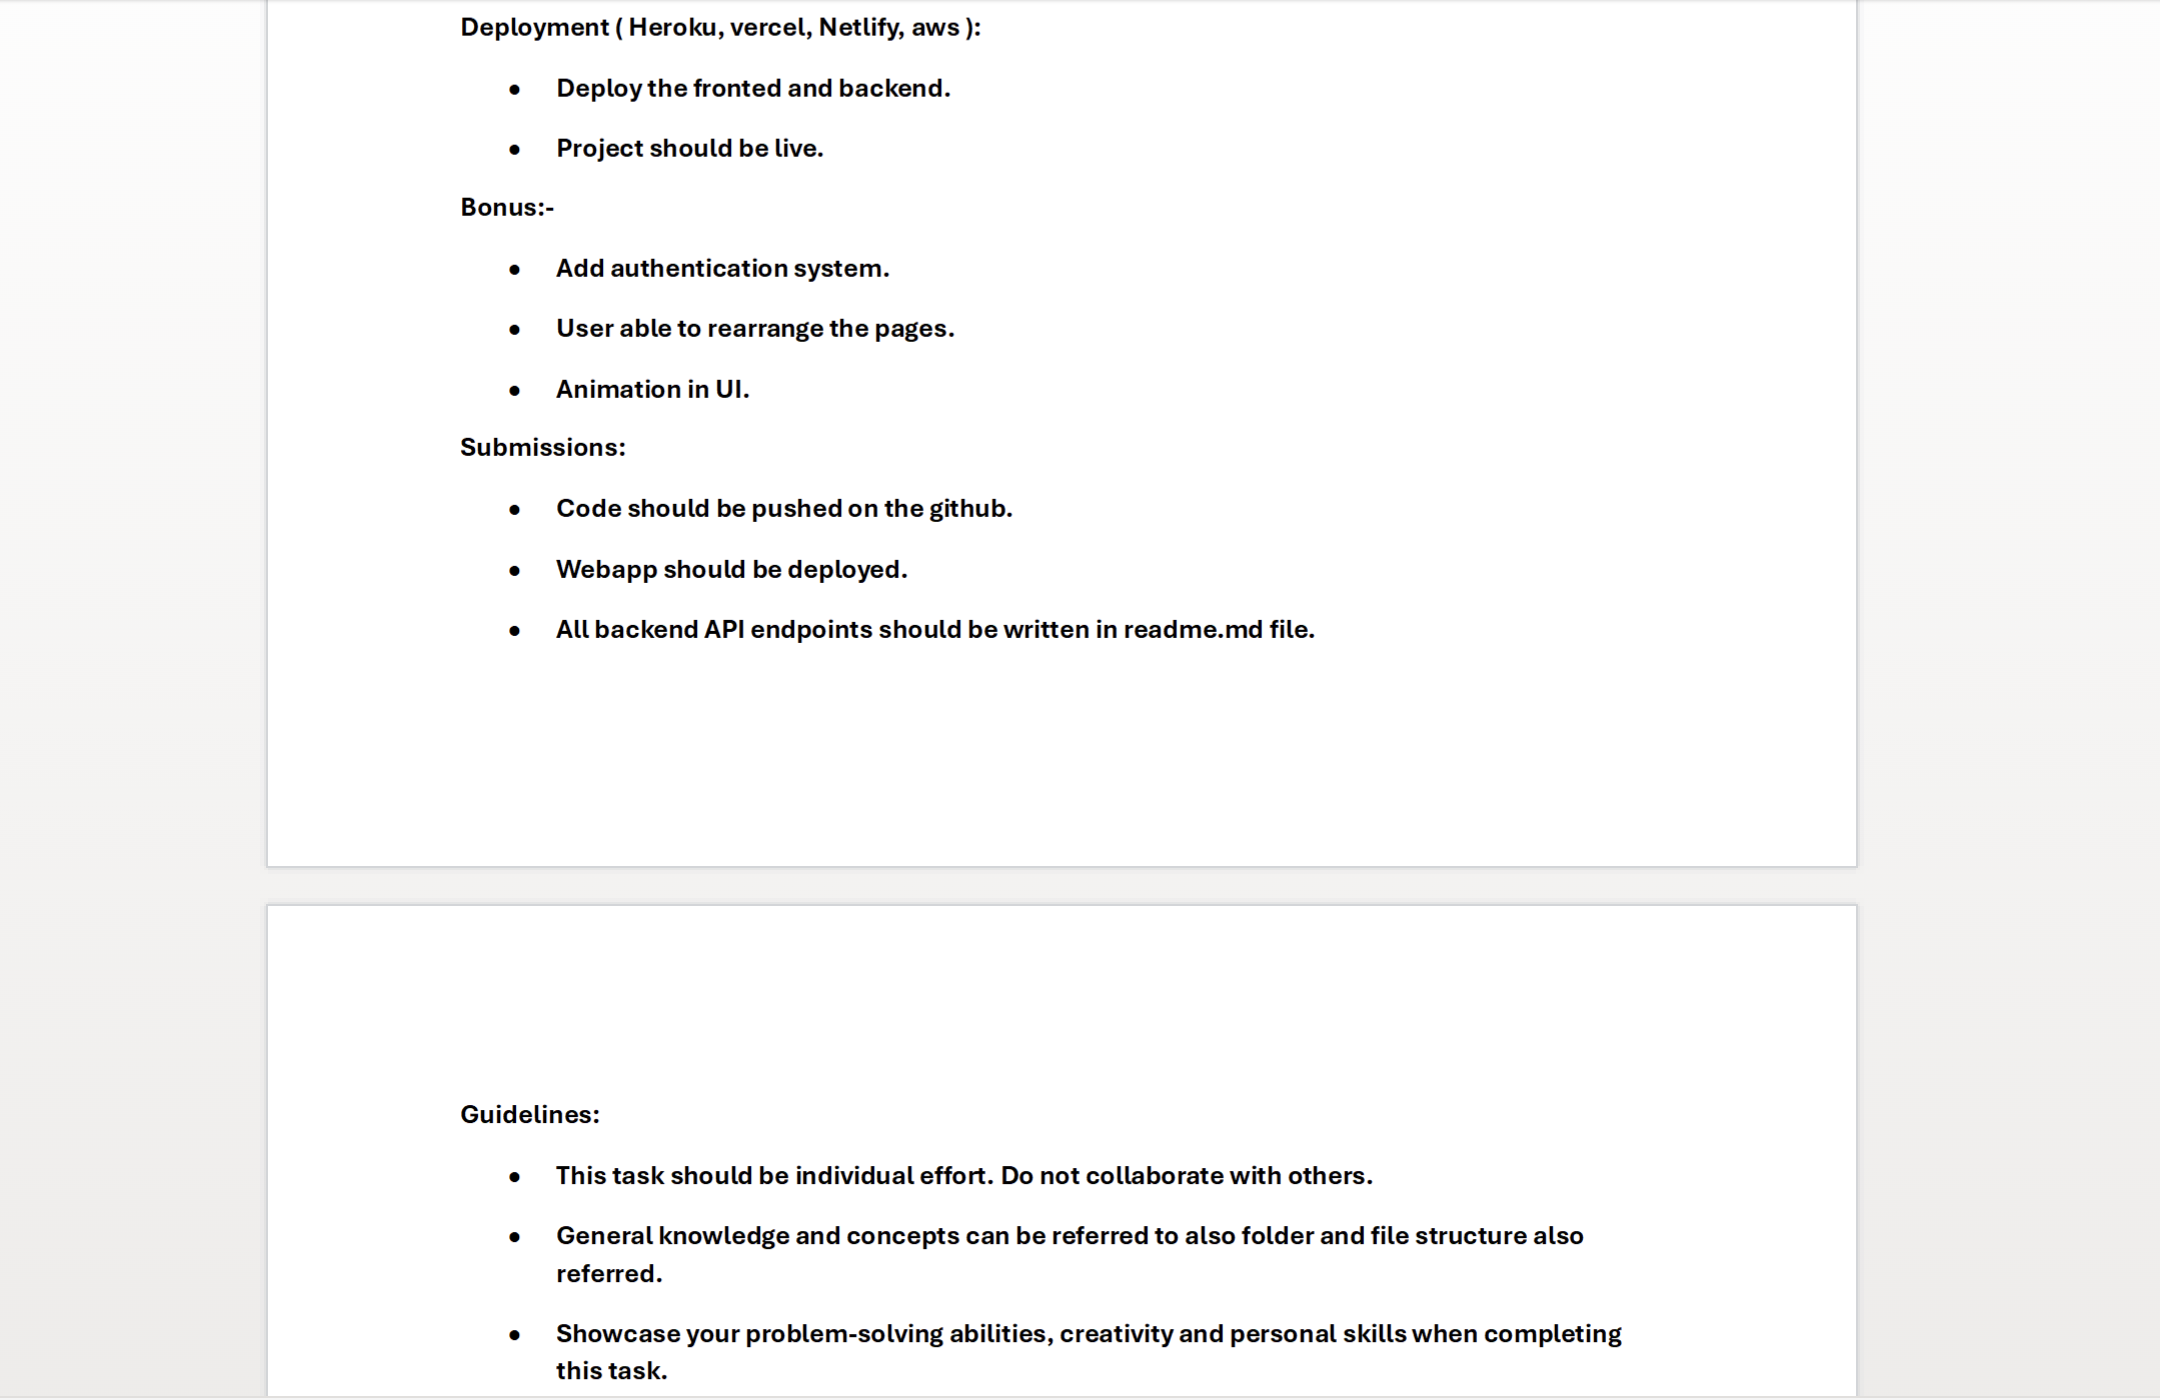 Deployment ( Heroku, vercel, Netlify, aws ):
● Deploy the fronted and backend.
● Project should be live.
Bonus:-
● Add authentication system.
● User able to rearrange the pages.
● Animation in UI.
Submissions:
● Code should be pushed on the github.
● Webapp should be deployed.
● All backend API endpoints should be written in readme.md file.
Guidelines:
● This task should be individual effort. Do not collaborate with others.
● General knowledge and concepts can be referred to also folder and file structure also
referred.
● Showcase your problem-solving abilities, creativity and personal skills when completing
this task.